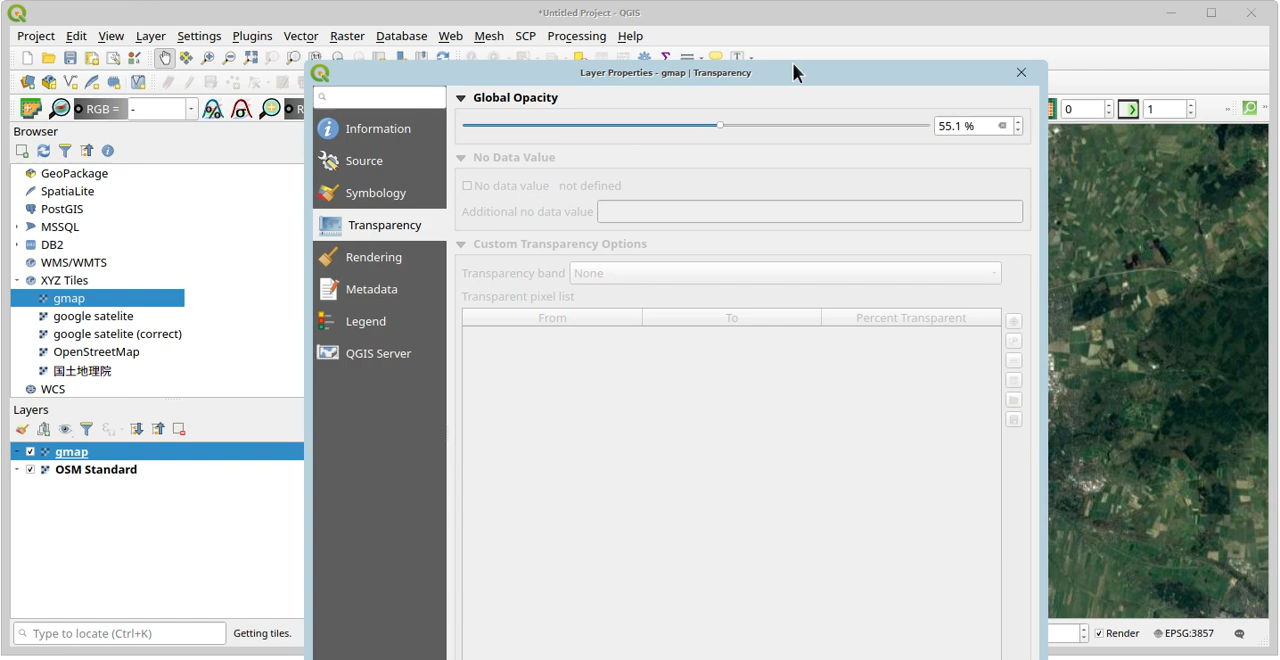 *Untitled Project - QGIS
Project Edit View Layer Settings Plugins Vector Raster Database Web Mesh SCP Processing Help
RGB = -
R
0
1
Browser
GeoPackage
SpatiaLite
PostGIS
MSSQL
DB2
WMS/WMTS
XYZ Tiles
gmap
google satelite
google satelite (correct)
OpenStreetMap
国土地理院
WCS
Layers
gmap
OSM Standard
Type to locate (Ctrl+K)
Getting tiles.
Layer Properties - gmap | Transparency
Information
Source
Symbology
Transparency
Rendering
Metadata
Legend
QGIS Server
Global Opacity
55.1 %
No Data Value
No data value not defined
Additional no data value
Custom Transparency Options
Transparency band None
Transparent pixel list
From To Percent Transparent
Render
EPSG:3857